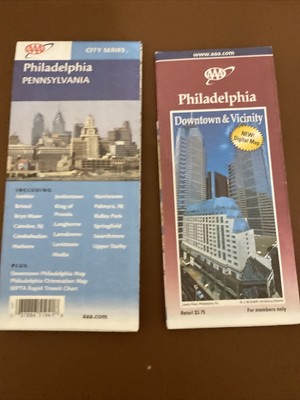 AAA
CITY SERIES
Philadelphia
PENNSYLVANIA
INCLUDING
Ambler
Bristol
Bryn Mawr
Camden, NJ
Conshohocken
Hatboro
Jenkintown
King of
Prussia
Langhorne
Lansdowne
Levittown
Media
Norristown
Palmyra, NJ
Ridley Park
Springfield
Swarthmore
Upper Darby
PLUS
Downtown Philadelphia Map
Philadelphia Orientation Map
SEPTA Rapid Transit Chart
aaa.com
www.aaa.com
AAA
Philadelphia
Downtown & Vicinity
NEW!
Digital Map
Retail $3.75
For members only